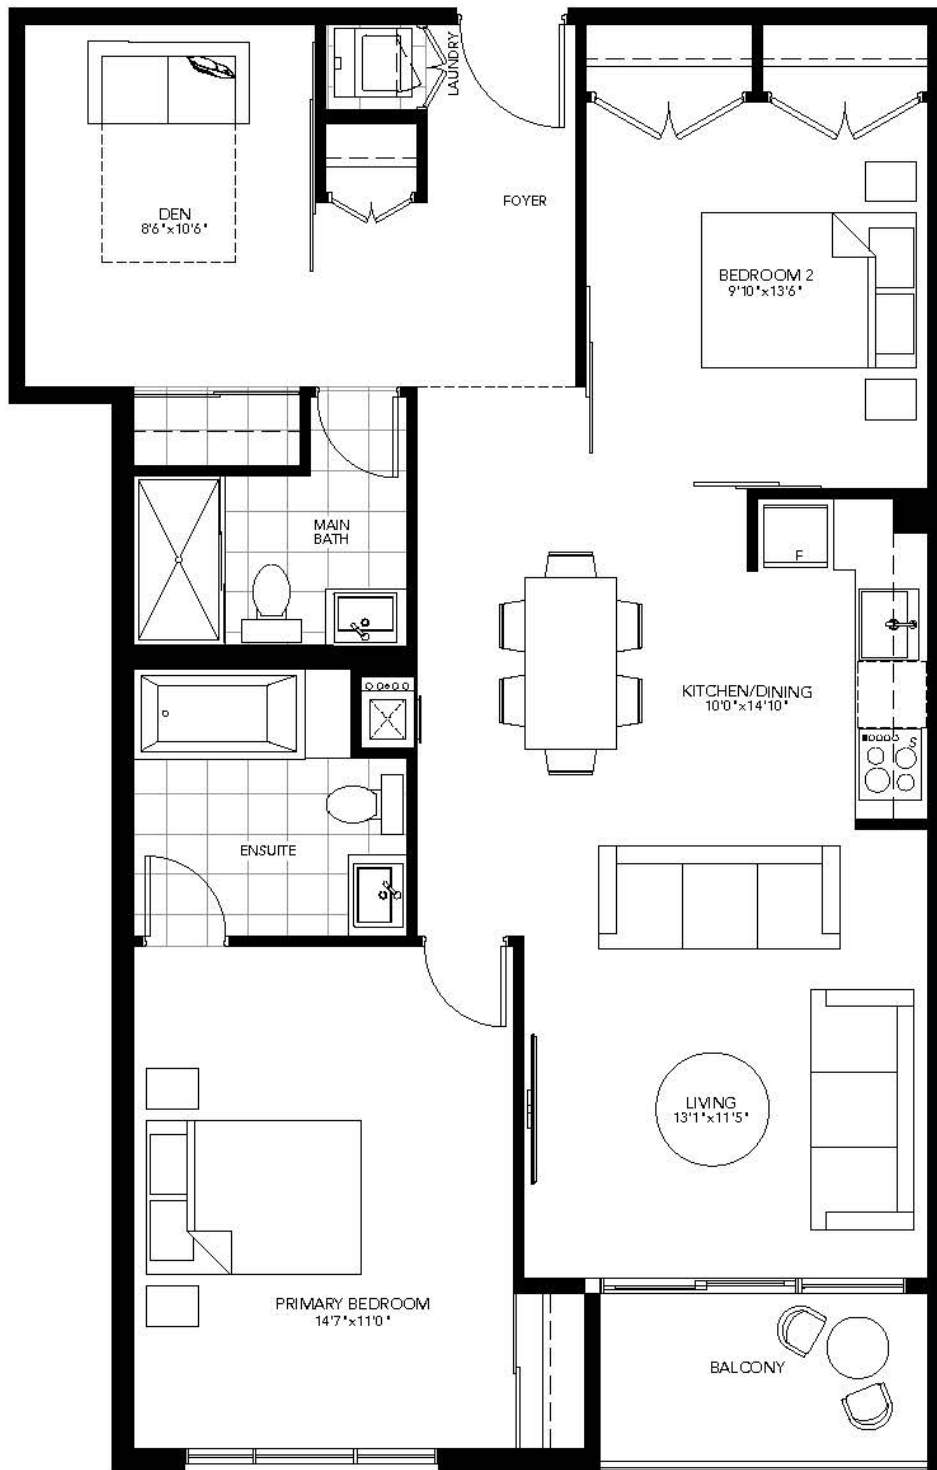 LAUNDRY
FOYER
DEN
8'6"x10'6"
BEDROOM 2
9'10"x13'6"
MAIN
BATH
F
KITCHEN/DINING
10'0"x14'10"
S
ENSUITE
LIVING
13'1"x11'5"
PRIMARY BEDROOM
14'7"x11'0"
BALCONY